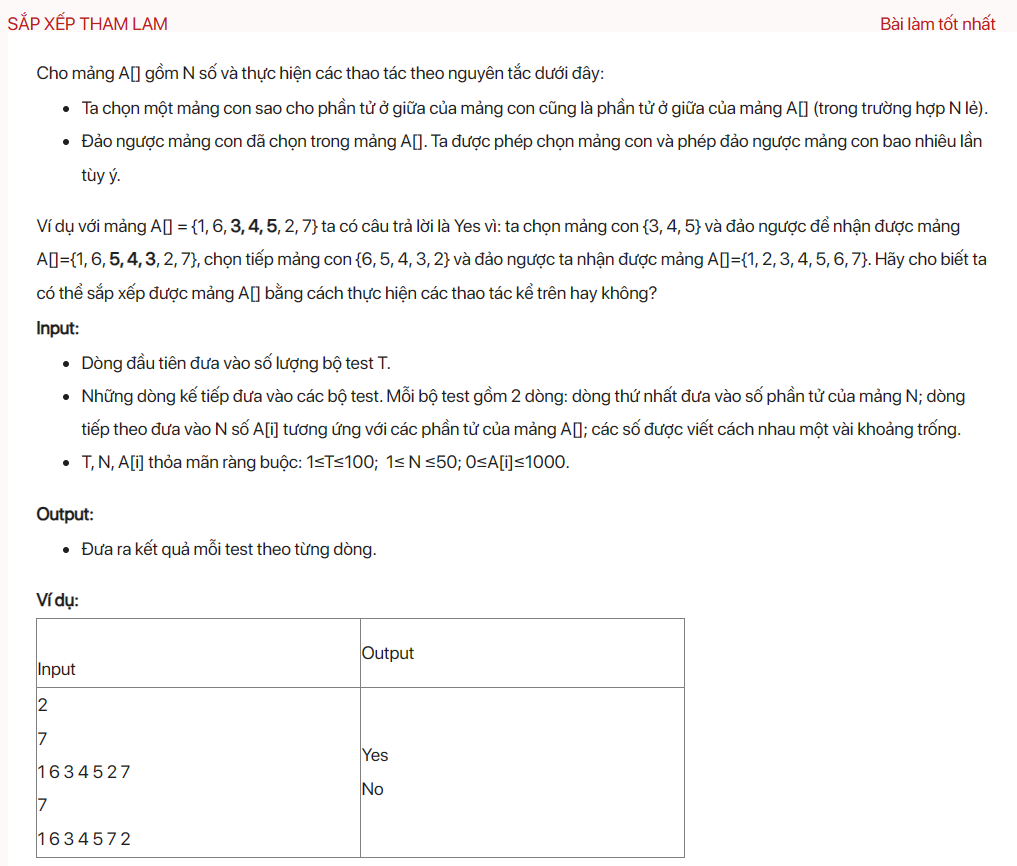 SẮP XẾP THAM LAM
Bài làm tốt nhất
Cho mảng A[] gồm N số và thực hiện các thao tác theo nguyên tắc dưới đây:
• Ta chọn một mảng con sao cho phần tử ở giữa của mảng con cũng là phần tử ở giữa của mảng A[] (trong trường hợp N lẻ).
• Đảo ngược mảng con đã chọn trong mảng A[]. Ta được phép chọn mảng con và phép đảo ngược mảng con bao nhiêu lần
tùy ý.
Ví dụ với mảng A[] = {1, 6, 3, 4, 5, 2, 7} ta có câu trả lời là Yes vì: ta chọn mảng con {3, 4, 5} và đảo ngược để nhận được mảng
A[]={1, 6, 5, 4, 3, 2, 7}, chọn tiếp mảng con {6, 5, 4, 3, 2} và đảo ngược ta nhận được mảng A[]={1, 2, 3, 4, 5, 6, 7}. Hãy cho biết ta
có thể sắp xếp được mảng A[] bằng cách thực hiện các thao tác kể trên hay không?
Input:
• Dòng đầu tiên đưa vào số lượng bộ test T.
• Những dòng kế tiếp đưa vào các bộ test. Mỗi bộ test gồm 2 dòng: dòng thứ nhất đưa vào số phần tử của mảng N; dòng
tiếp theo đưa vào N số A[i] tương ứng với các phần tử của mảng A[]; các số được viết cách nhau một vài khoảng trống.
• T, N, A[i] thỏa mãn ràng buộc: 1≤T≤100; 1≤ N ≤50; 0≤A[i]≤1000.
Output:
• Đưa ra kết quả mỗi test theo từng dòng.
Ví dụ:
Input
Output
2
7
1 6 3 4 5 2 7
7
1 6 3 4 5 7 2
Yes
No